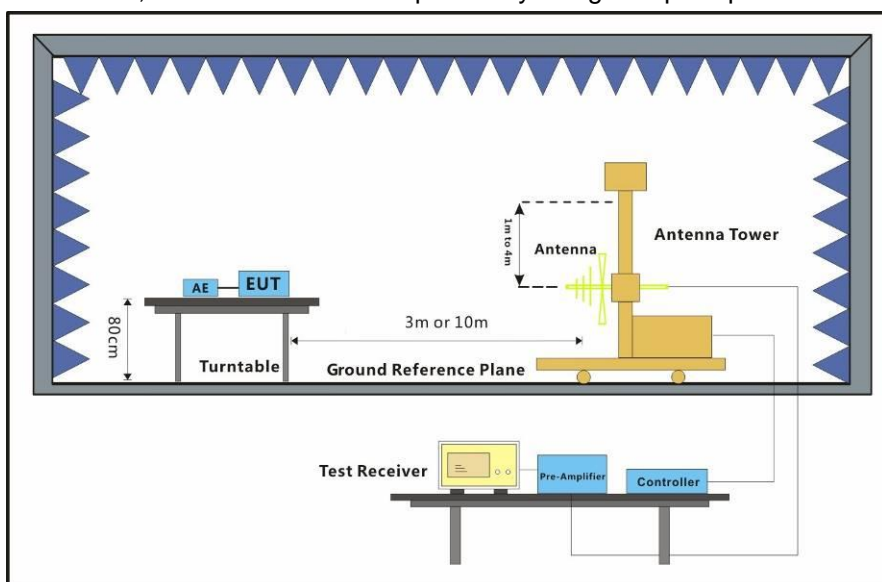 AE
EUT
80cm
Turntable
3m or 10m
Ground Reference Plane
1m to 4m
Antenna
Antenna Tower
Test Receiver
Pre-Amplifier
Controller